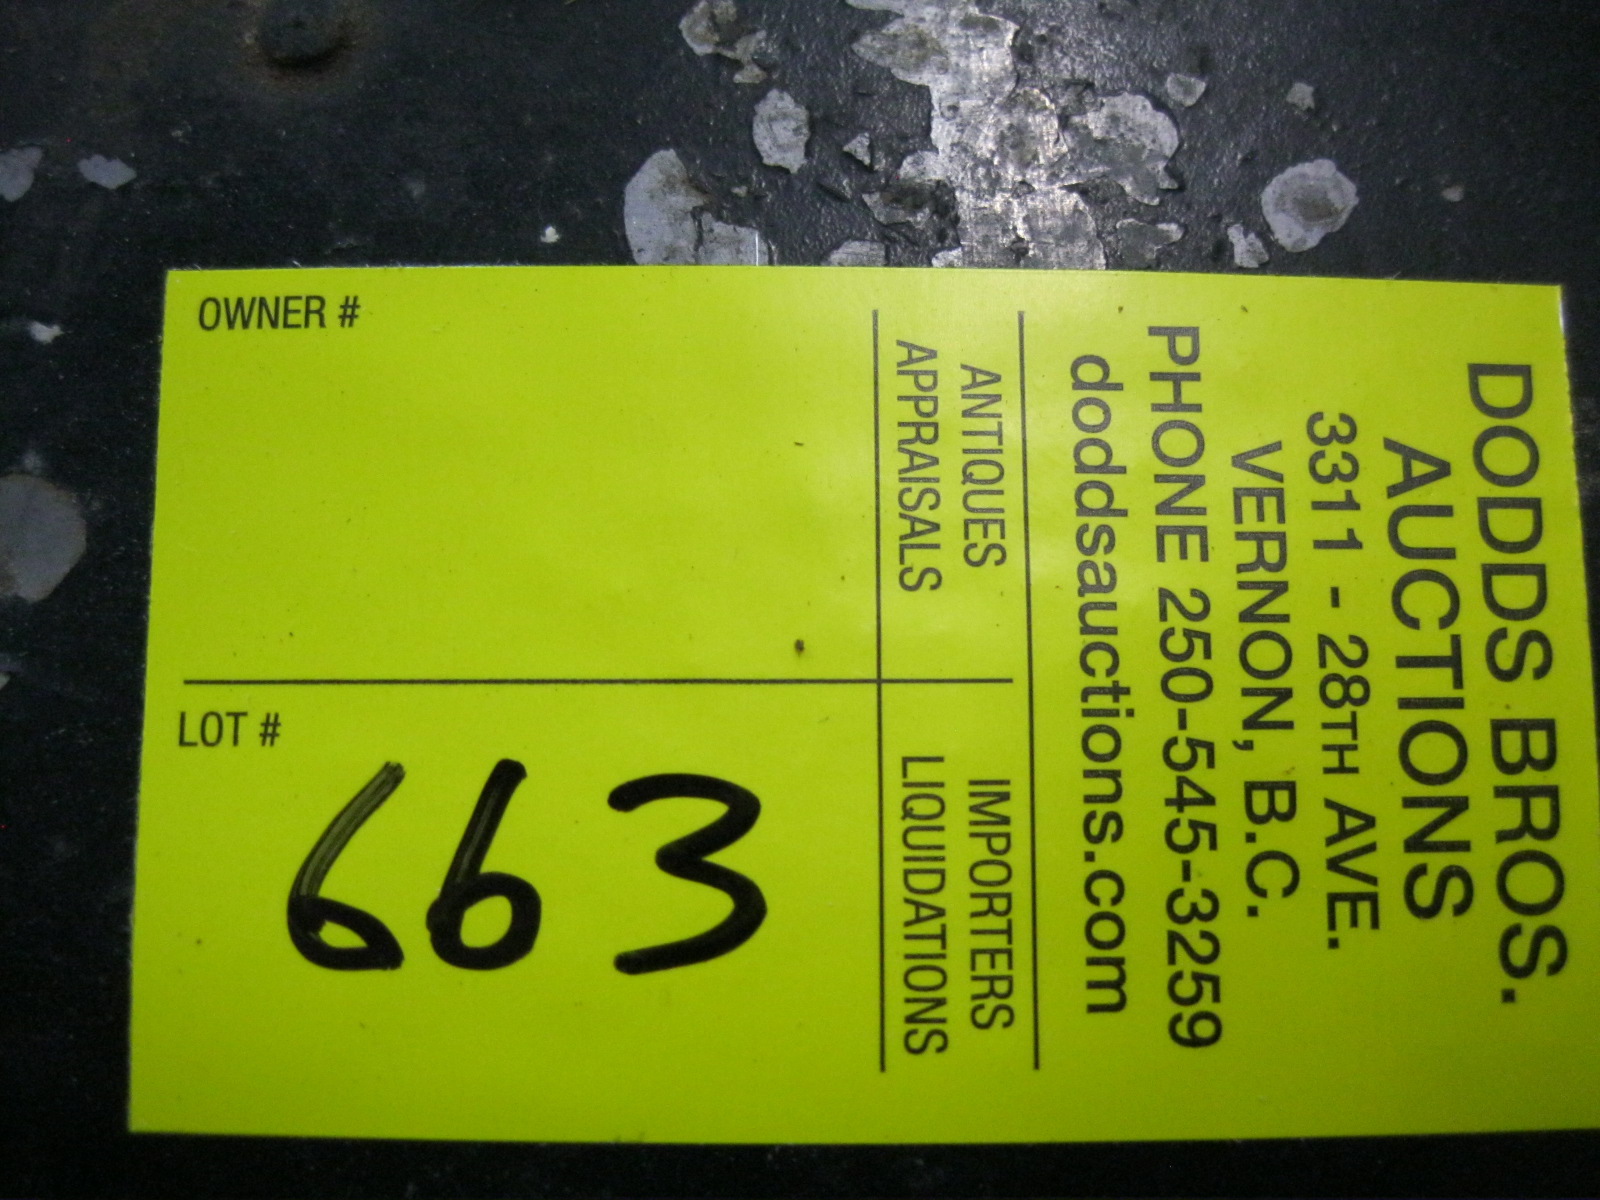 DODDS BROS.
AUCTIONS
3311 - 28TH AVE.
VERNON, B.C.
PHONE 250-545-3259
doddsauctions.com
ANTIQUES
APPRAISALS
IMPORTERS
LIQUIDATIONS
OWNER #
LOT #
663